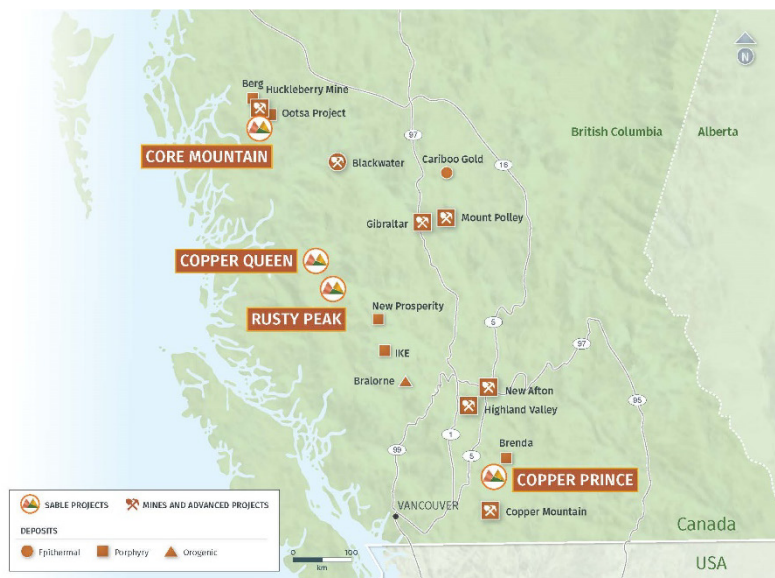 N
British Columbia
Alberta
Berg
Huckleberry Mine
Ootsa Project
CORE MOUNTAIN
97
16
Blackwater
Cariboo Gold
Gibraltar
Mount Polley
COPPER QUEEN
RUSTY PEAK
New Prosperity
5
97
IKE
Bralorne
New Afton
Highland Valley
95
99
1
5
Brenda
COPPER PRINCE
VANCOUVER
Copper Mountain
Canada
USA
SABLE PROJECTS
MINES AND ADVANCED PROJECTS
DEPOSITS
Epithermal
Porphyry
Orogenic
0
100
km